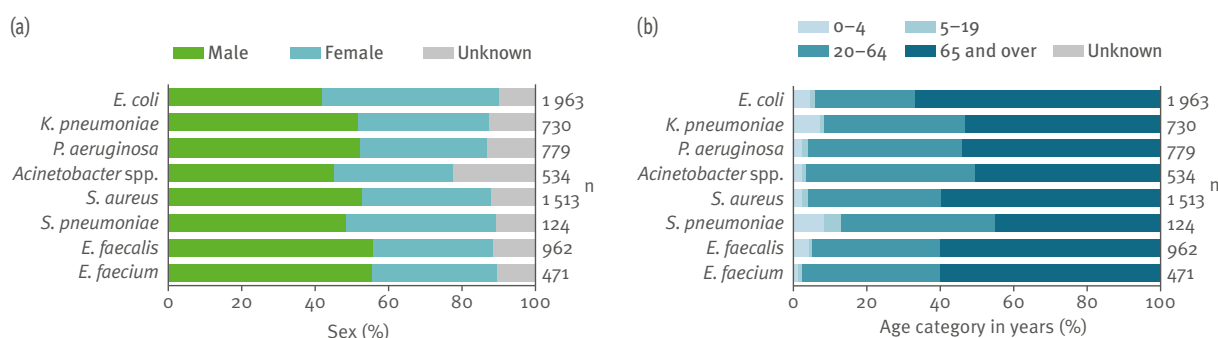 (a)
Male Female Unknown
E. coli 1 963
K. pneumoniae 730
P. aeruginosa 779
Acinetobacter spp. 534
n
S. aureus 1 513
S. pneumoniae 124
E. faecalis 962
E. faecium 471
0 20 40 60 80 100
Sex (%)
(b)
0–4 5–19
20–64 65 and over Unknown
E. coli 1 963
K. pneumoniae 730
P. aeruginosa 779
Acinetobacter spp. 534
n
S. aureus 1 513
S. pneumoniae 124
E. faecalis 962
E. faecium 471
0 20 40 60 80 100
Age category in years (%)